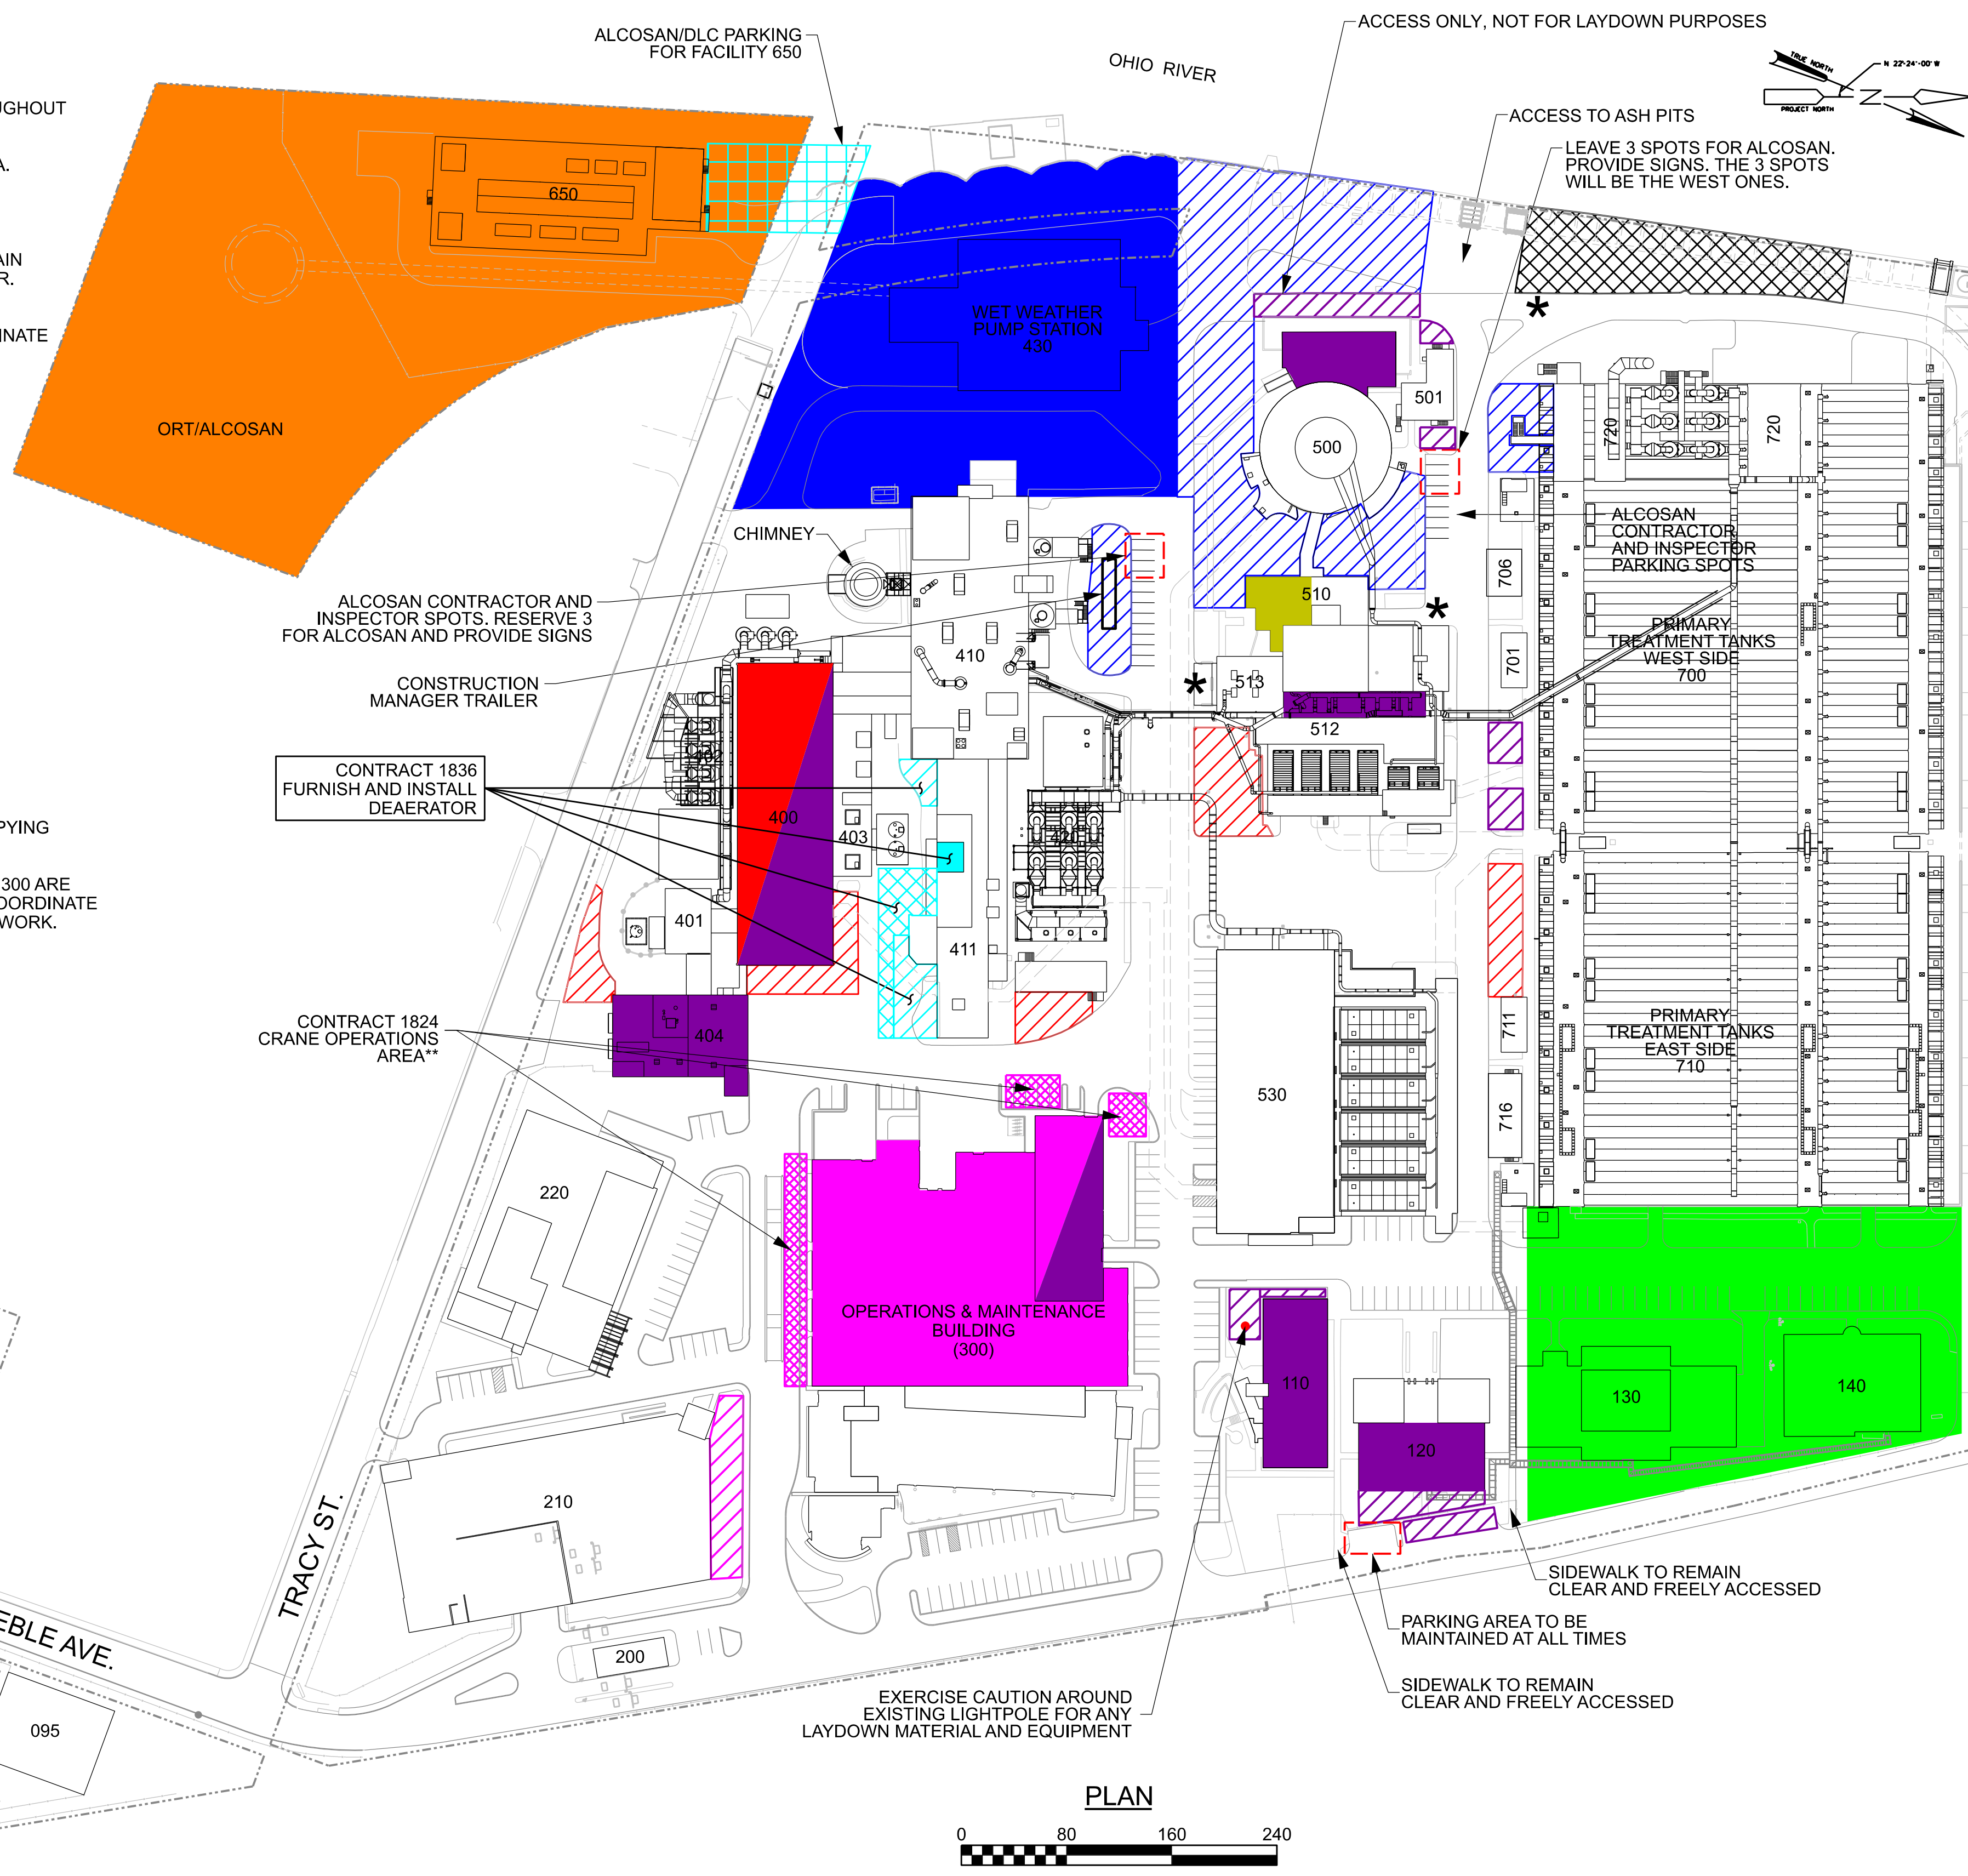 ALCOSAN/DLC PARKING
FOR FACILITY 650
OHIO RIVER
ACCESS ONLY, NOT FOR LAYDOWN PURPOSES
TRUE NORTH
N 22°24'-00" W
PROJECT NORTH
Z
ACCESS TO ASH PITS
LEAVE 3 SPOTS FOR ALCOSAN.
PROVIDE SIGNS. THE 3 SPOTS
WILL BE THE WEST ONES.
UGHOUT
A.
AIN
R.
INATE
PYING
300 ARE
OORDINATE
WORK.
650
ORT/ALCOSAN
WET WEATHER
PUMP STATION
430
*
501
500
720
720
CHIMNEY
ALCOSAN
CONTRACTOR
AND INSPECTOR
PARKING SPOTS
706
ALCOSAN CONTRACTOR AND
INSPECTOR SPOTS. RESERVE 3
FOR ALCOSAN AND PROVIDE SIGNS
510
*
410
701
PRIMARY
TREATMENT TANKS
WEST SIDE
700
CONSTRUCTION
MANAGER TRAILER
*
513
512
402
CONTRACT 1836
FURNISH AND INSTALL
DEAERATOR
400
403
420
401
411
CONTRACT 1824
CRANE OPERATIONS
AREA**
404
711
PRIMARY
TREATMENT TANKS
EAST SIDE
710
530
716
220
OPERATIONS & MAINTENANCE
BUILDING
(300)
110
130
140
120
210
TRACY ST.
SIDEWALK TO REMAIN
CLEAR AND FREELY ACCESSED
PARKING AREA TO BE
MAINTAINED AT ALL TIMES
SIDEWALK TO REMAIN
CLEAR AND FREELY ACCESSED
EBLE AVE.
200
095
EXERCISE CAUTION AROUND
EXISTING LIGHTPOLE FOR ANY
LAYDOWN MATERIAL AND EQUIPMENT
PLAN
0 80 160 240